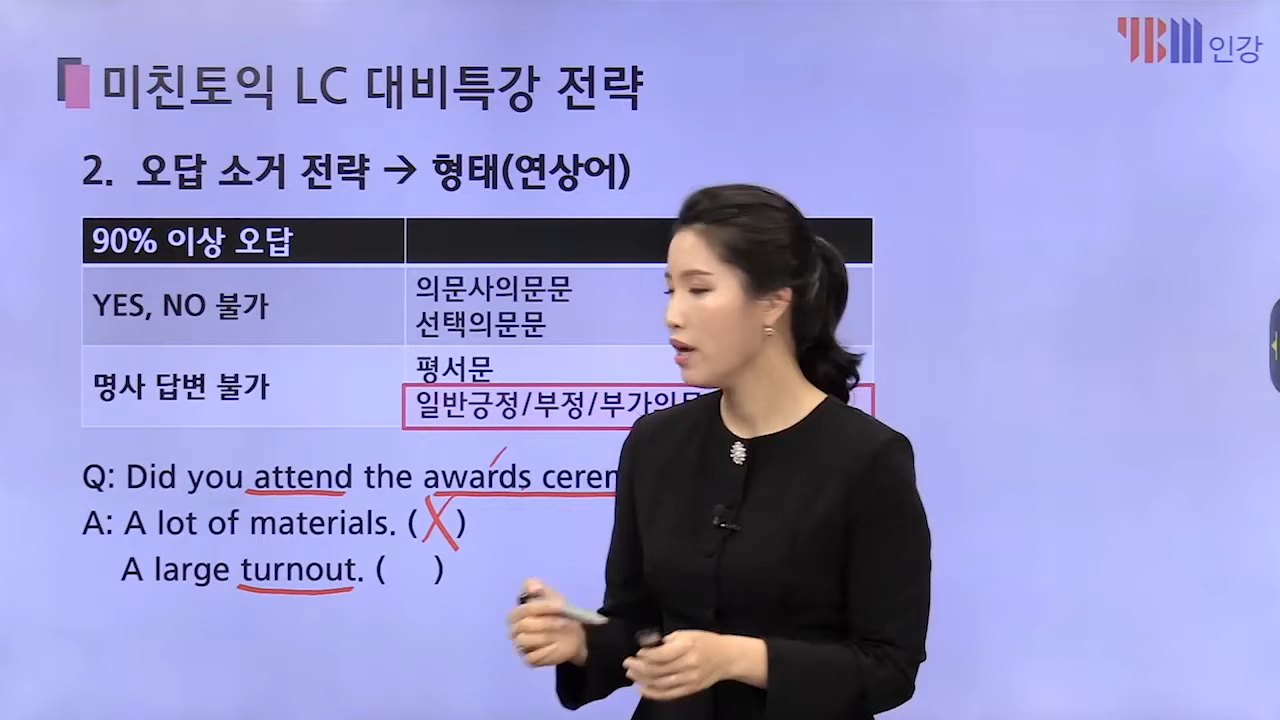 YBM 인강
미친토익 LC 대비특강 전략
2. 오답 소거 전략 → 형태(연상어)
90% 이상 오답
YES, NO 불가
의문사의문문
선택의문문
명사 답변 불가
평서문
일반긍정/부정/부가의문
Q: Did you attend the awards
A: A lot of materials. (X)
A large turnout. ( )